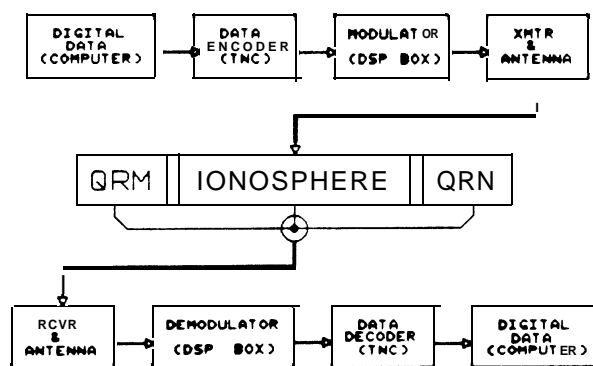 DIGITAL
DATA
(COMPUTER)
DATA
ENCODER
(TNC)
MODULATOR
(DSP BOX)
XMTR
&
ANTENNA
QRM
IONOSPHERE
QRN
RCVR
&
ANTENNA
DEMODULATOR
(DSP BOX)
DATA
DECODER
(TNC)
DIGITAL
DATA
(COMPUTER)